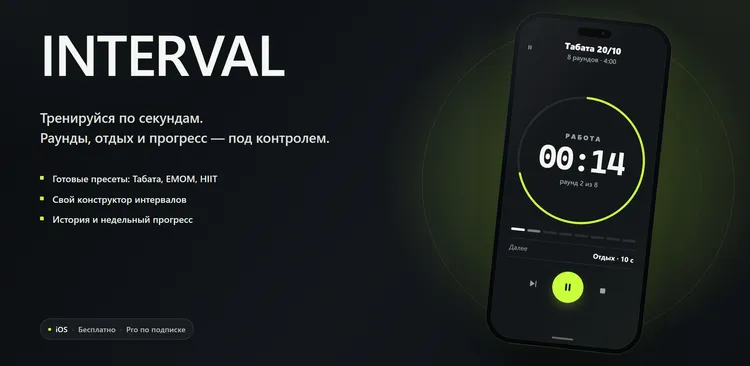 INTERVAL
Тренируйся по секундам.
Раунды, отдых и прогресс — под контролем.
Готовые пресеты: Табата, EMOM, HIIT
Свой конструктор интервалов
История и недельный прогресс
iOS · Бесплатно · Pro по подписке
Табата 20/10
8 раундов · 4:00
РАБОТА
00:14
раунд 2 из 8
Далее
Отдых · 10 с